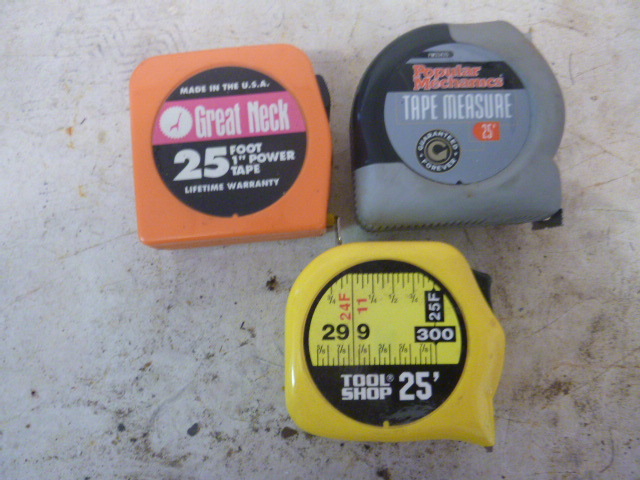 MADE IN THE U.S.A.
Great Neck
25 FOOT
1" POWER
TAPE
LIFETIME WARRANTY
Popular
Mechanics
TAPE MEASURE
25'
GUARANTEED
G
FOREVER
24F
11
25F
29 9
300
TOOL®
SHOP 25'